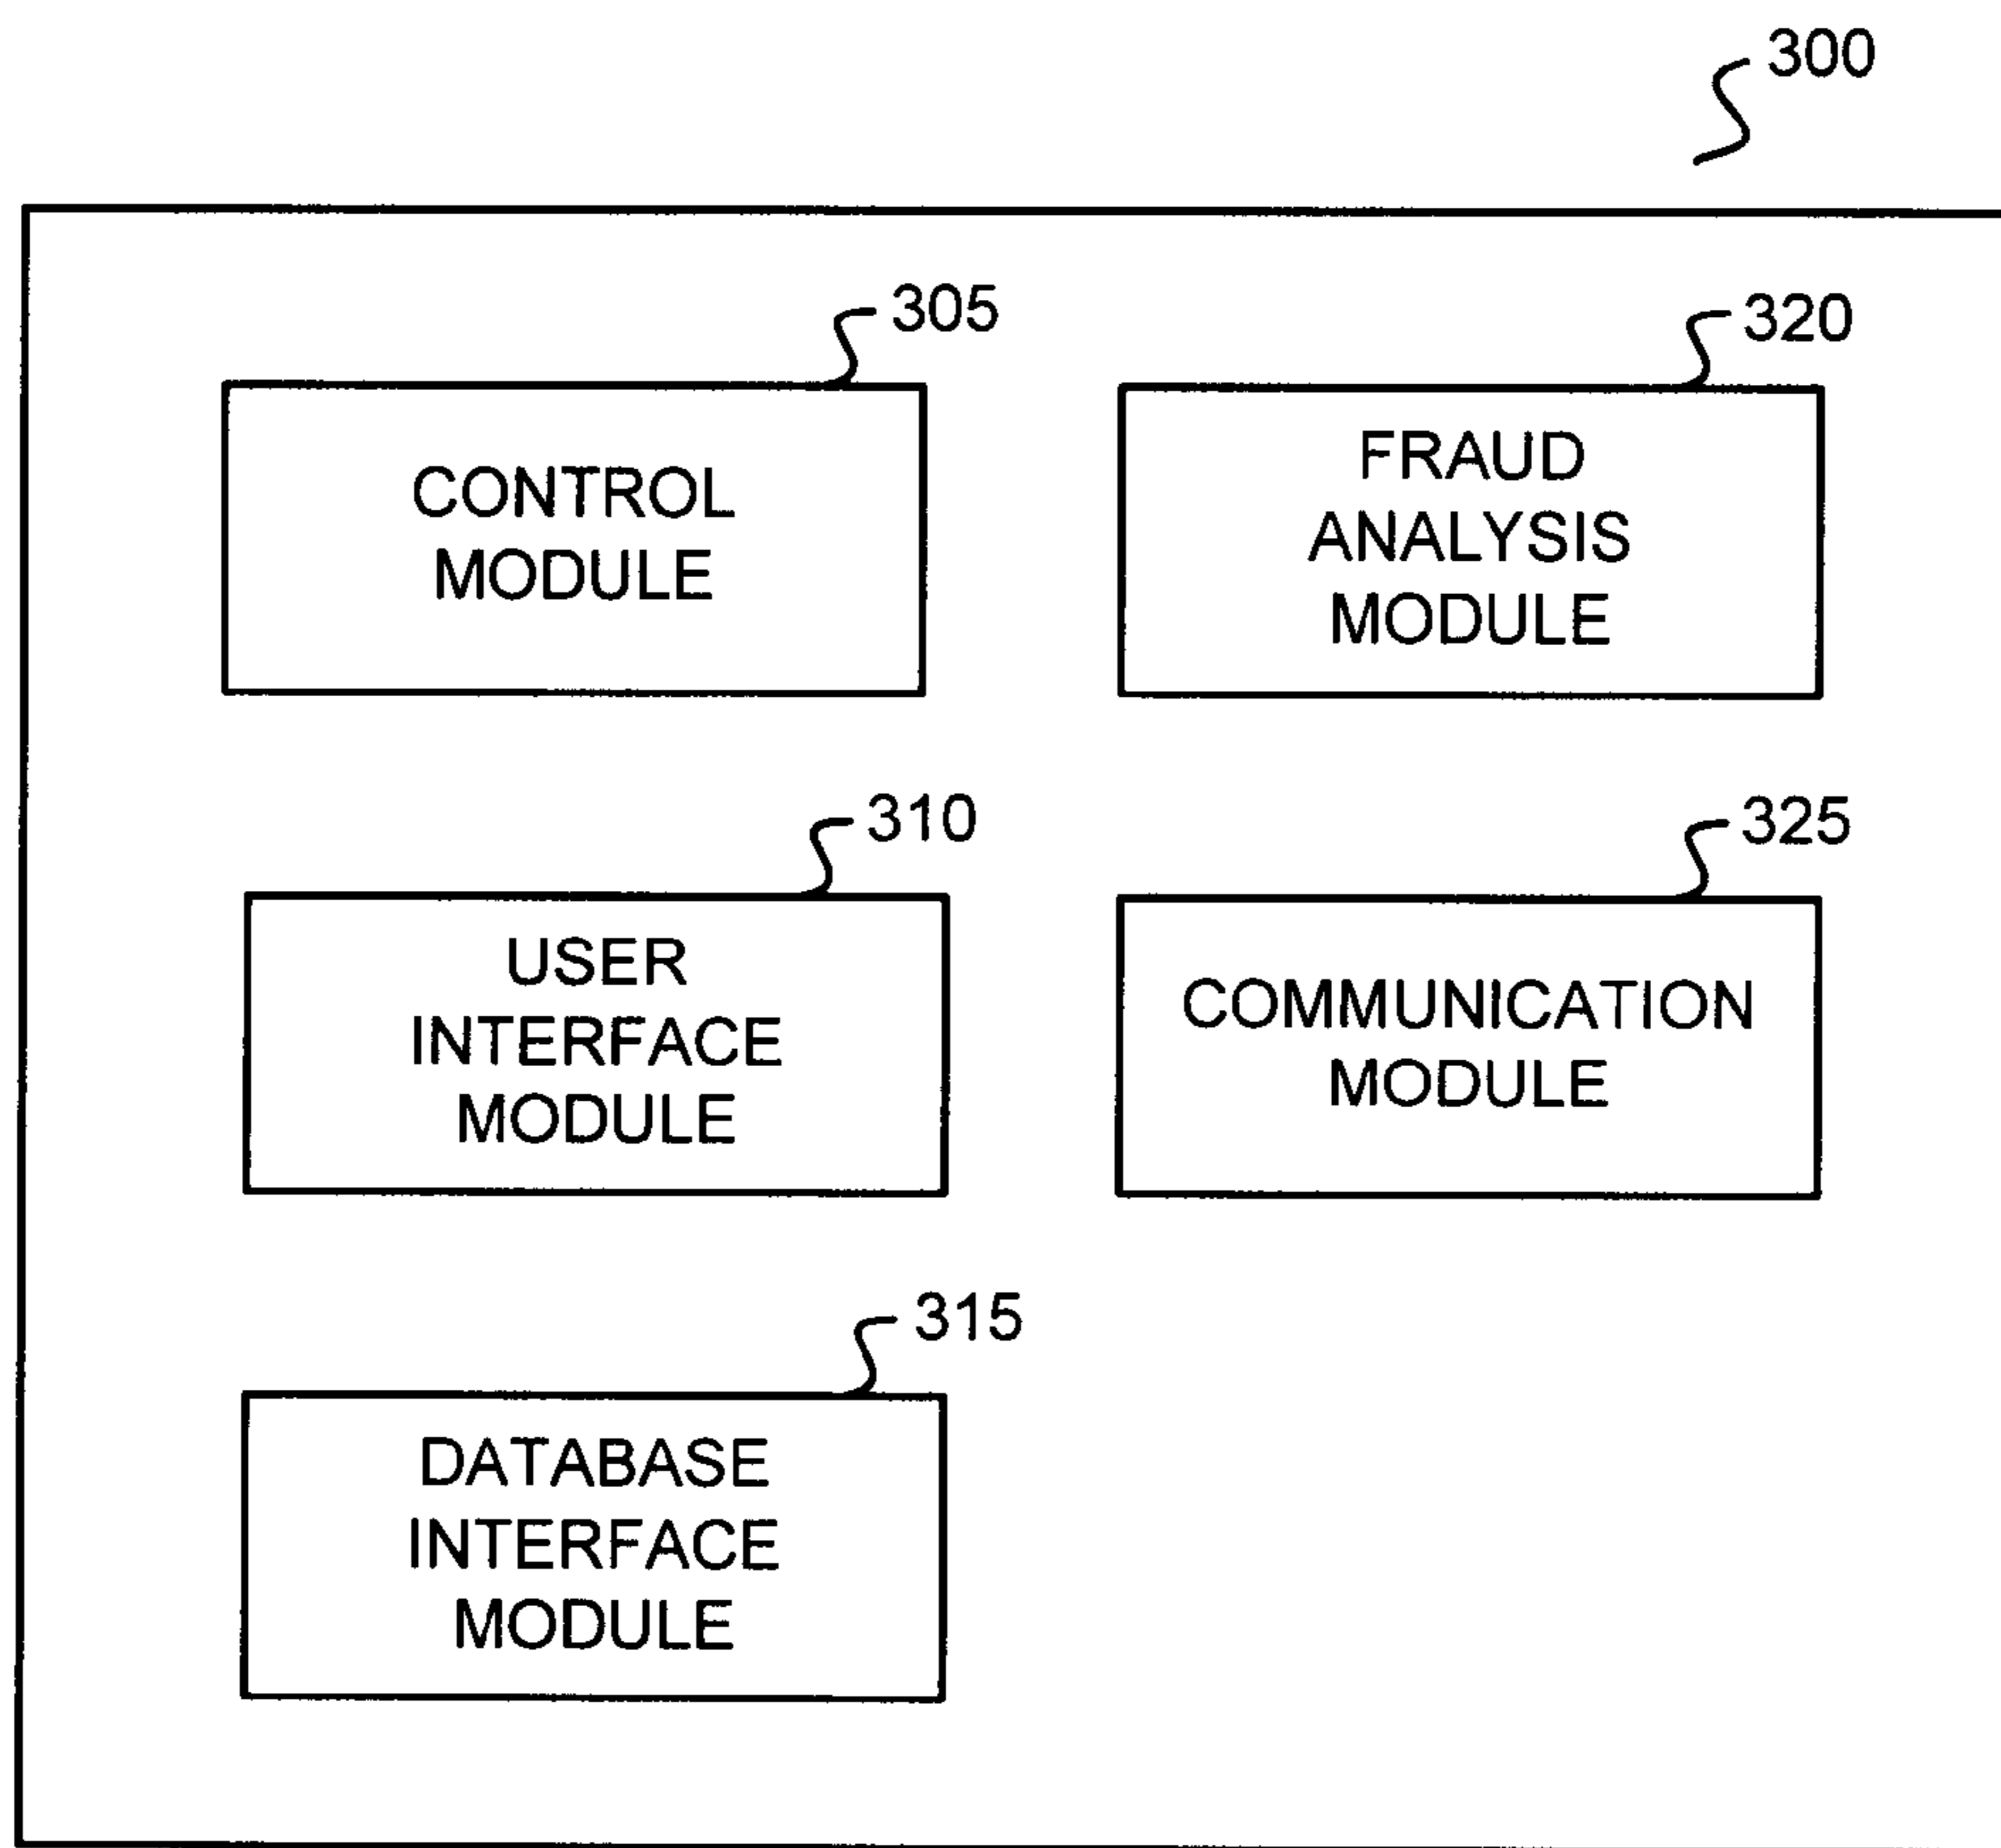 300
305
CONTROL
MODULE
320
FRAUD
ANALYSIS
MODULE
310
USER
INTERFACE
MODULE
325
COMMUNICATION
MODULE
315
DATABASE
INTERFACE
MODULE